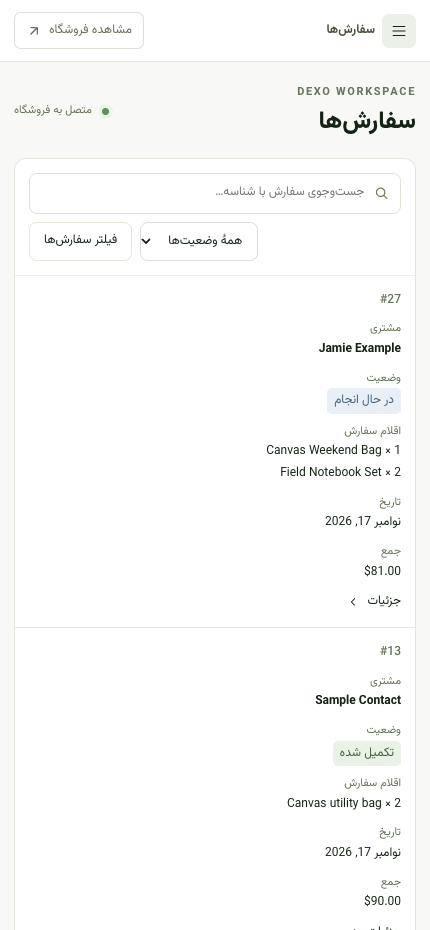 سفارش‌ها
مشاهده فروشگاه
DEXO WORKSPACE
سفارش‌ها
متصل به فروشگاه
جست‌وجوی سفارش با شناسه...
همهٔ وضعیت‌ها
فیلتر سفارش‌ها
#27
مشتری
Jamie Example
وضعیت
در حال انجام
اقلام سفارش
Canvas Weekend Bag × 1
Field Notebook Set × 2
تاریخ
نوامبر 17, 2026
جمع
$81.00
جزئیات
#13
مشتری
Sample Contact
وضعیت
تکمیل شده
اقلام سفارش
Canvas utility bag × 2
تاریخ
نوامبر 17, 2026
جمع
$90.00